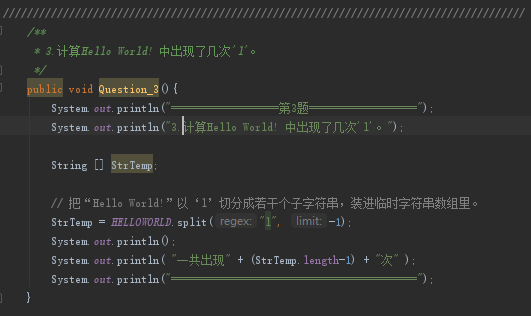 ////////////////////////////////////////////////////////////////////////////////////////
/**
* 3.计算Hello World! 中出现了几次'l'。
*/
public void Question_3(){
System.out.println("==================第3题==================");
System.out.println("3.计算Hello World! 中出现了几次'l'。");
String [] StrTemp;
// 把“Hello World!”以‘l’切分成若干个子字符串，装进临时字符串数组里。
StrTemp = HELLOWORLD.split( regex: "l", limit: -1);
System.out.println();
System.out.println( "一共出现" + (StrTemp.length-1) + "次" );
System.out.println("=========================================");
}